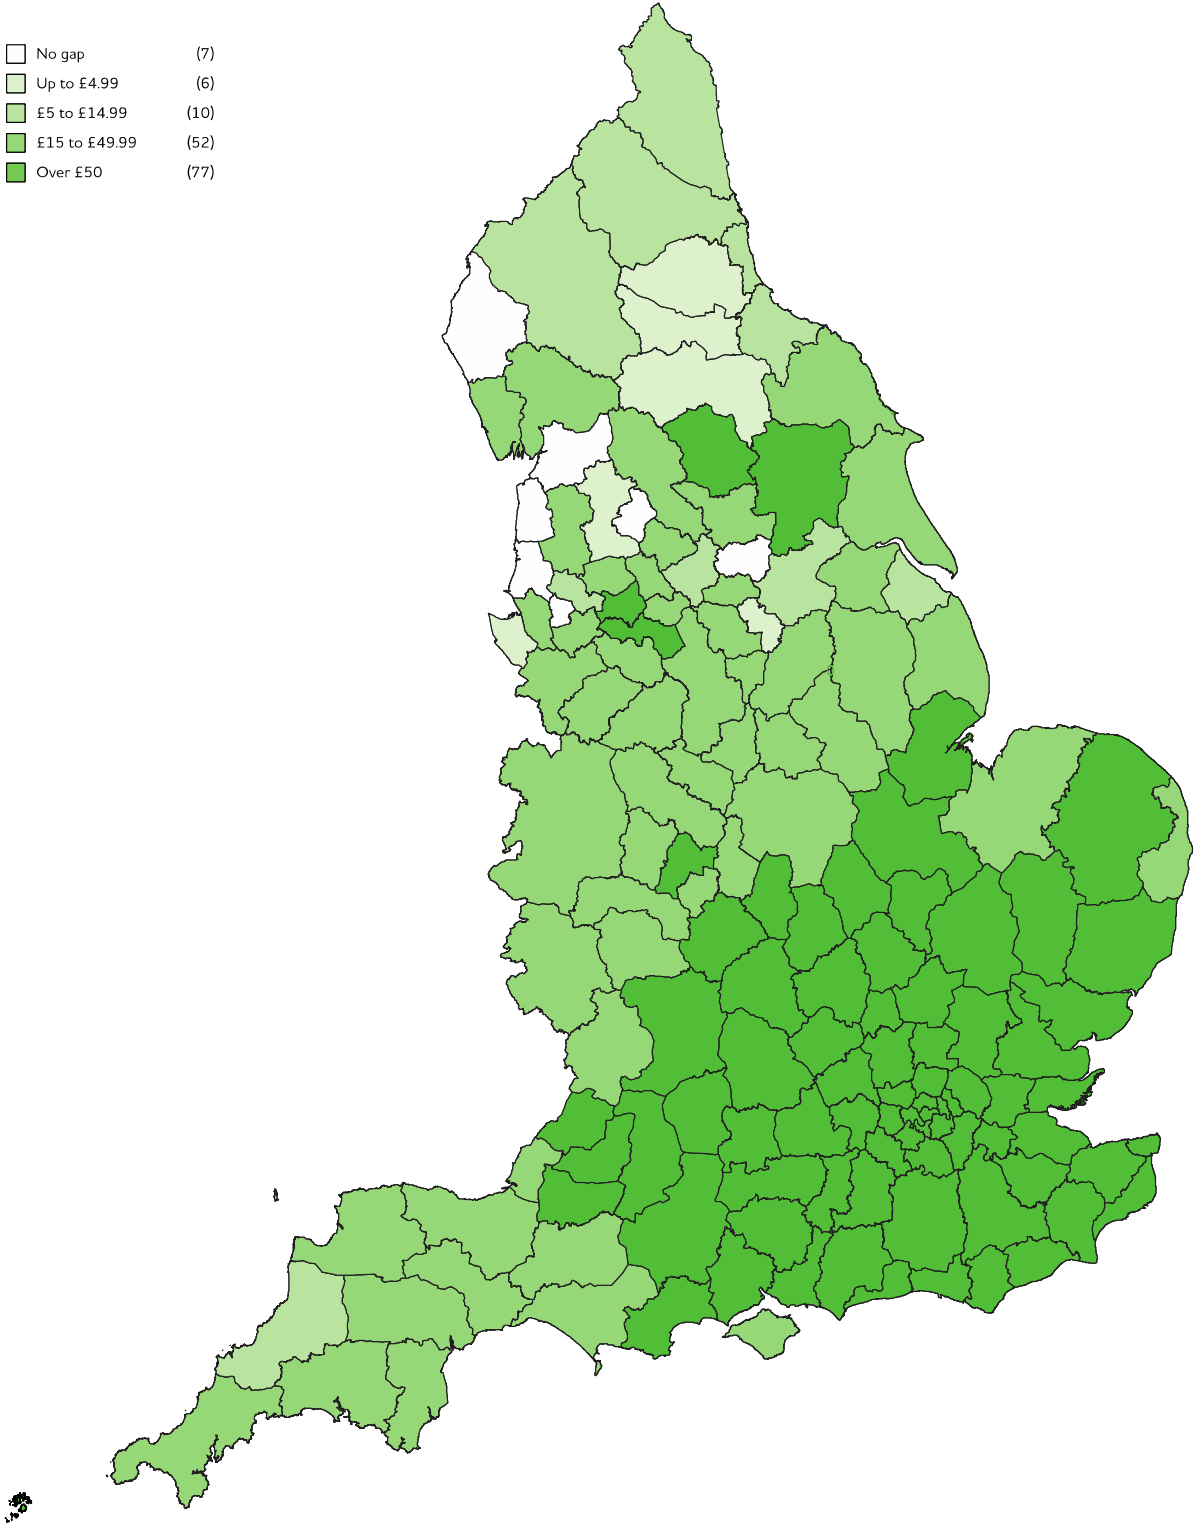 No gap (7)
Up to £4.99 (6)
£5 to £14.99 (10)
£15 to £49.99 (52)
Over £50 (77)